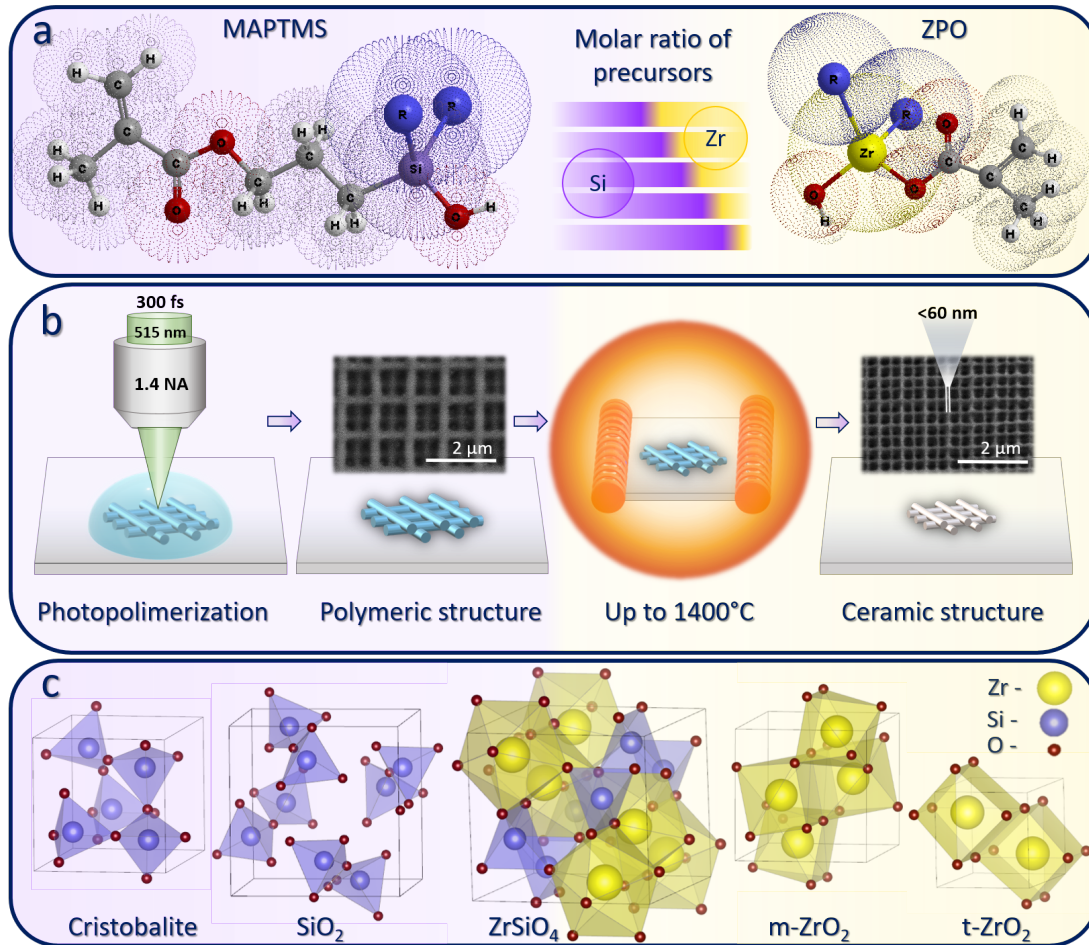 a
MAPTMS
Molar ratio of
precursors
ZPO
Zr
Si
H
H
C
C
H
C
H
H
C
O
O
H
H
C
C
H
H
C
H
H
R
R
Si
O
H
R
R
Zr
O
H
O
O
C
C
C
H
H
C
H
H
H
b
300 fs
515 nm
1.4 NA
2 µm
<60 nm
2 µm
Photopolimerization
Polymeric structure
Up to 1400°C
Ceramic structure
c
Zr -
Si -
O -
Cristobalite
SiO₂
ZrSiO₄
m-ZrO₂
t-ZrO₂